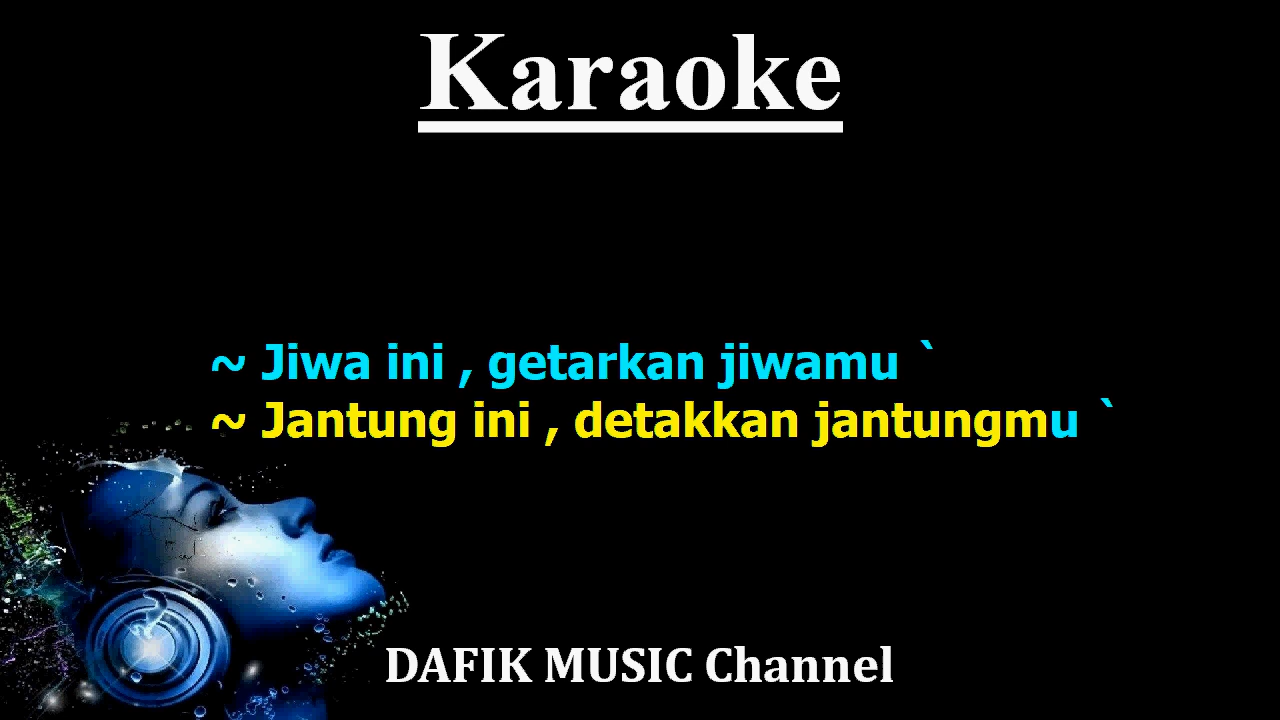 Karaoke
~ Jiwa ini , getarkan jiwamu `
~ Jantung ini , detakkan jantungmu `
DAFIK MUSIC Channel